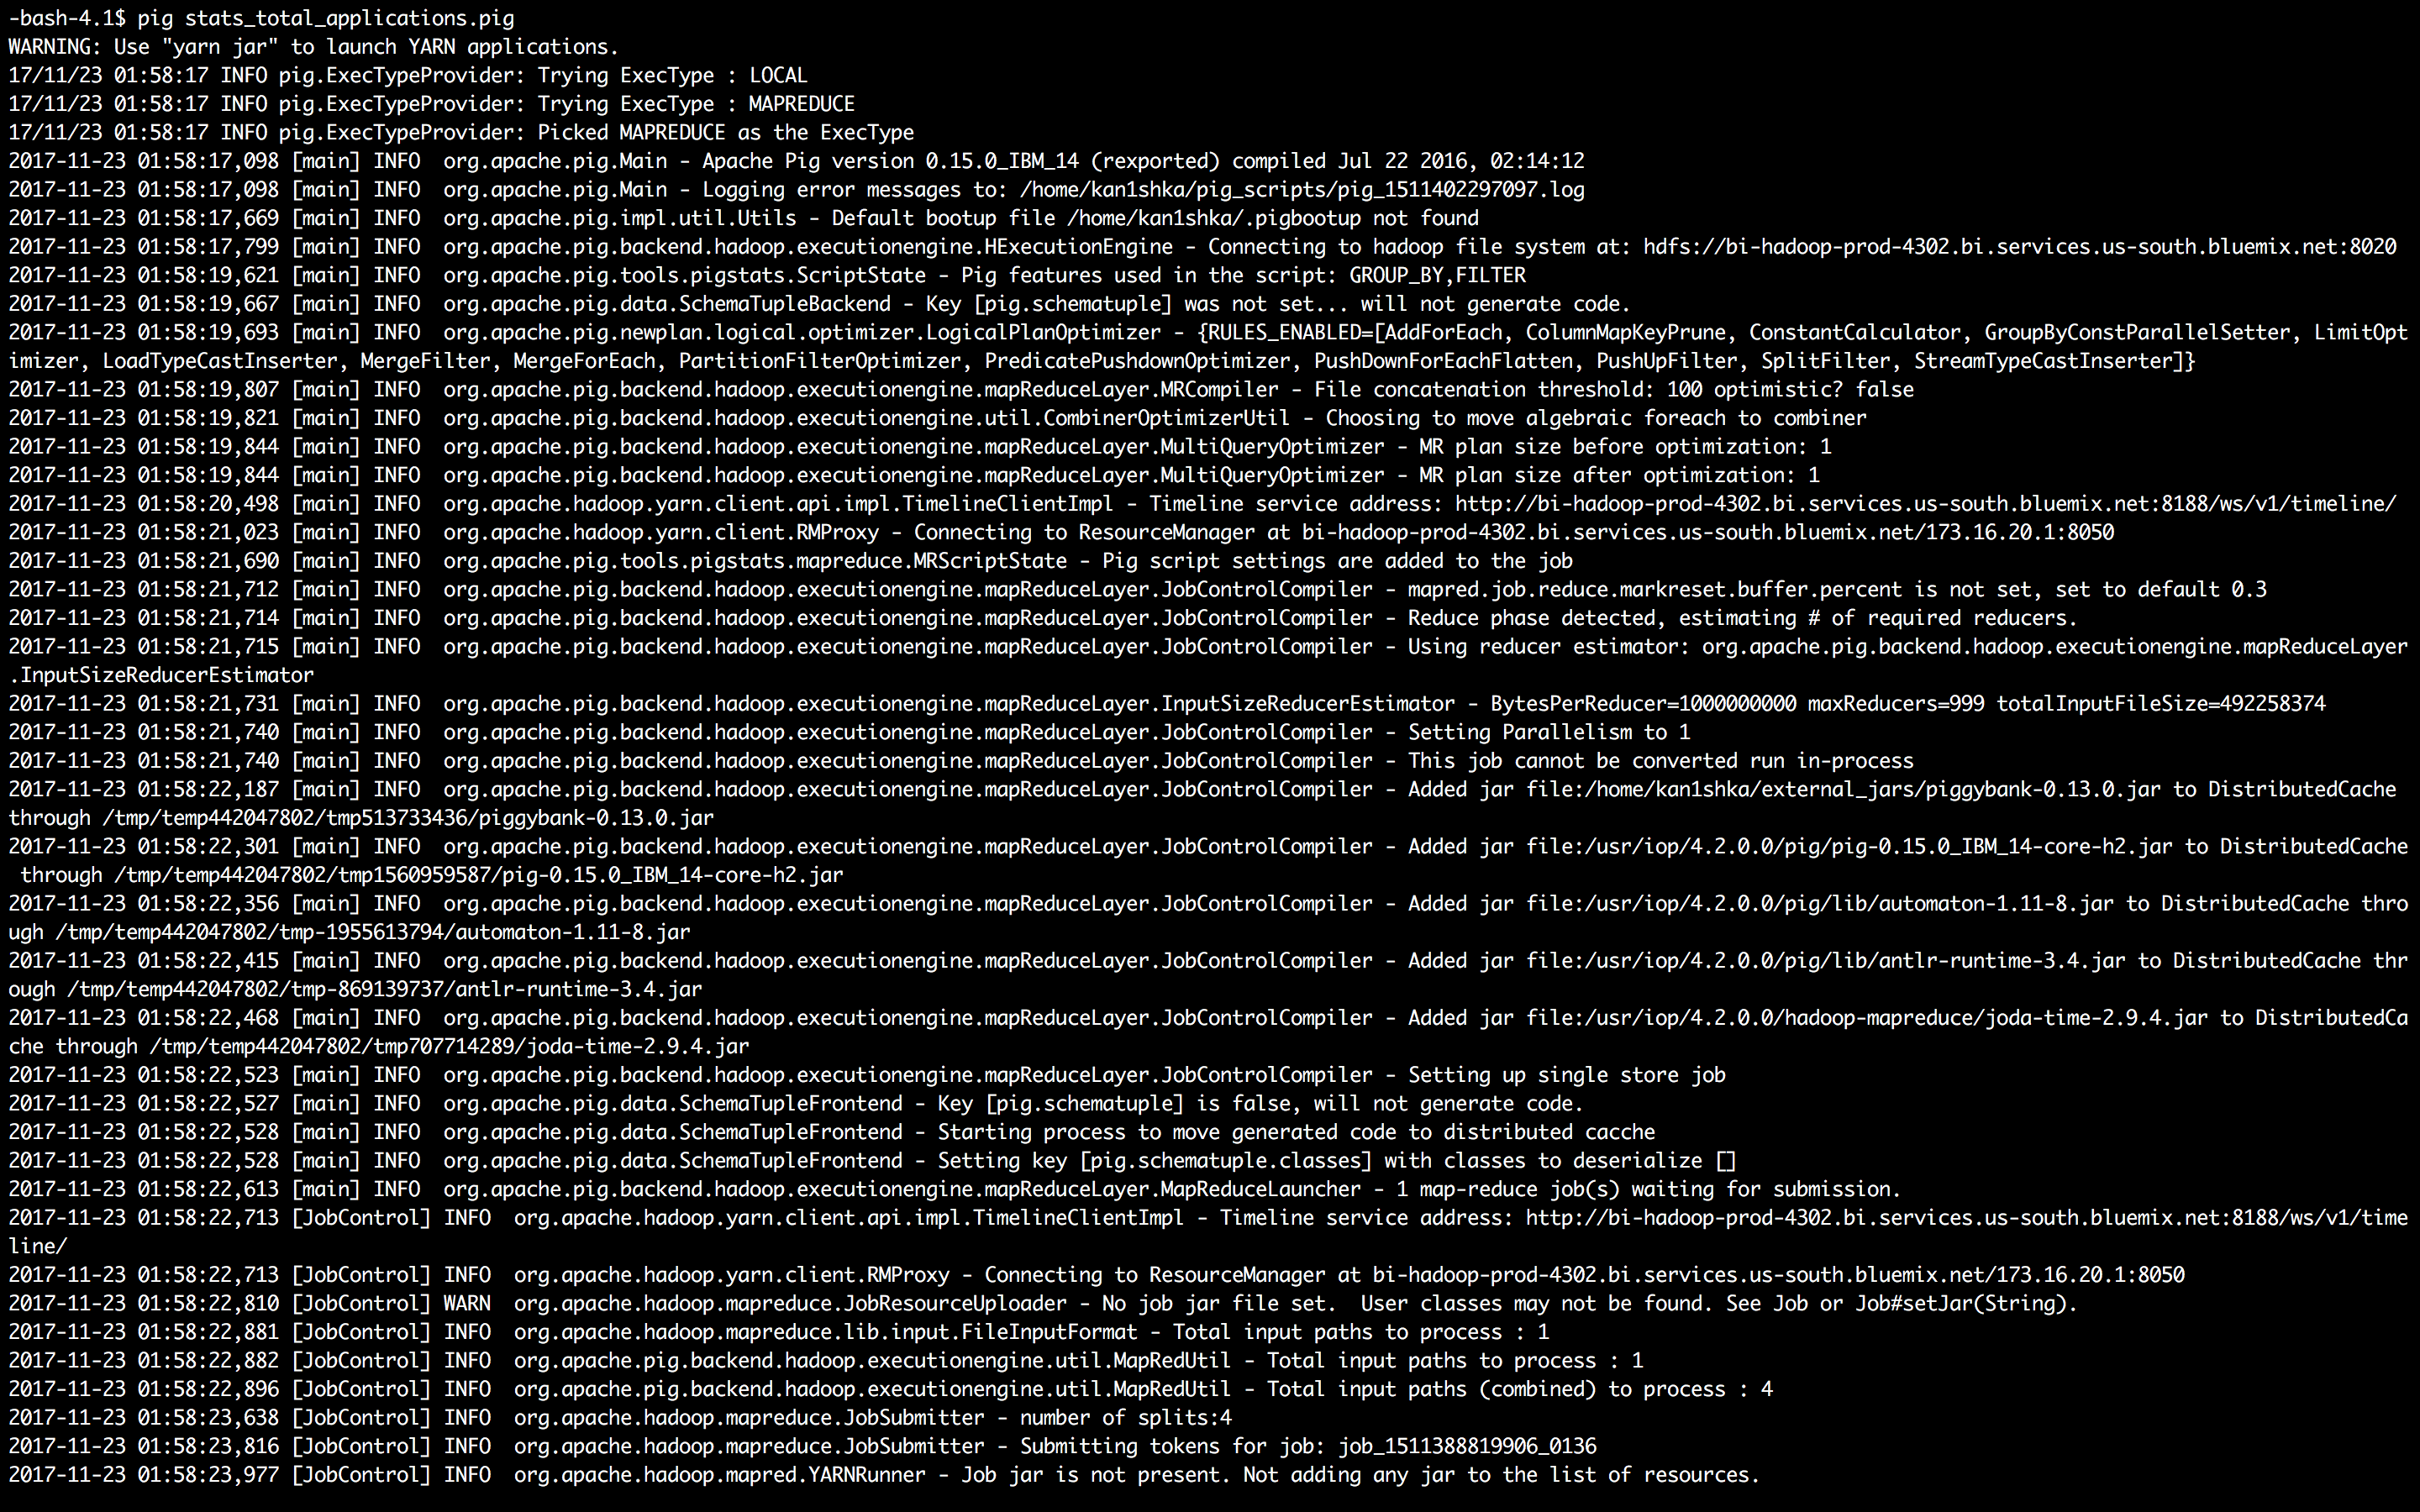 -bash-4.1$ pig stats_total_applications.pig
WARNING: Use "yarn jar" to launch YARN applications.
17/11/23 01:58:17 INFO pig.ExecTypeProvider: Trying ExecType : LOCAL
17/11/23 01:58:17 INFO pig.ExecTypeProvider: Trying ExecType : MAPREDUCE
17/11/23 01:58:17 INFO pig.ExecTypeProvider: Picked MAPREDUCE as the ExecType
2017-11-23 01:58:17,098 [main] INFO  org.apache.pig.Main - Apache Pig version 0.15.0_IBM_14 (rexported) compiled Jul 22 2016, 02:14:12
2017-11-23 01:58:17,098 [main] INFO  org.apache.pig.Main - Logging error messages to: /home/kan1shka/pig_scripts/pig_1511402297097.log
2017-11-23 01:58:17,669 [main] INFO  org.apache.pig.impl.util.Utils - Default bootup file /home/kan1shka/.pigbootup not found
2017-11-23 01:58:17,799 [main] INFO  org.apache.pig.backend.hadoop.executionengine.HExecutionEngine - Connecting to hadoop file system at: hdfs://bi-hadoop-prod-4302.bi.services.us-south.bluemix.net:8020
2017-11-23 01:58:19,621 [main] INFO  org.apache.pig.tools.pigstats.ScriptState - Pig features used in the script: GROUP_BY,FILTER
2017-11-23 01:58:19,667 [main] INFO  org.apache.pig.data.SchemaTupleBackend - Key [pig.schematuple] was not set... will not generate code.
2017-11-23 01:58:19,693 [main] INFO  org.apache.pig.newplan.logical.optimizer.LogicalPlanOptimizer - {RULES_ENABLED=[AddForEach, ColumnMapKeyPrune, ConstantCalculator, GroupByConstParallelSetter, LimitOpt
imizer, LoadTypeCastInserter, MergeFilter, MergeForEach, PartitionFilterOptimizer, PredicatePushdownOptimizer, PushDownForEachFlatten, PushUpFilter, SplitFilter, StreamTypeCastInserter]}
2017-11-23 01:58:19,807 [main] INFO  org.apache.pig.backend.hadoop.executionengine.mapReduceLayer.MRCompiler - File concatenation threshold: 100 optimistic? false
2017-11-23 01:58:19,821 [main] INFO  org.apache.pig.backend.hadoop.executionengine.util.CombinerOptimizerUtil - Choosing to move algebraic foreach to combiner
2017-11-23 01:58:19,844 [main] INFO  org.apache.pig.backend.hadoop.executionengine.mapReduceLayer.MultiQueryOptimizer - MR plan size before optimization: 1
2017-11-23 01:58:19,844 [main] INFO  org.apache.pig.backend.hadoop.executionengine.mapReduceLayer.MultiQueryOptimizer - MR plan size after optimization: 1
2017-11-23 01:58:20,498 [main] INFO  org.apache.hadoop.yarn.client.api.impl.TimelineClientImpl - Timeline service address: http://bi-hadoop-prod-4302.bi.services.us-south.bluemix.net:8188/ws/v1/timeline/
2017-11-23 01:58:21,023 [main] INFO  org.apache.hadoop.yarn.client.RMProxy - Connecting to ResourceManager at bi-hadoop-prod-4302.bi.services.us-south.bluemix.net/173.16.20.1:8050
2017-11-23 01:58:21,690 [main] INFO  org.apache.pig.tools.pigstats.mapreduce.MRScriptState - Pig script settings are added to the job
2017-11-23 01:58:21,712 [main] INFO  org.apache.pig.backend.hadoop.executionengine.mapReduceLayer.JobControlCompiler - mapred.job.reduce.markreset.buffer.percent is not set, set to default 0.3
2017-11-23 01:58:21,714 [main] INFO  org.apache.pig.backend.hadoop.executionengine.mapReduceLayer.JobControlCompiler - Reduce phase detected, estimating # of required reducers.
2017-11-23 01:58:21,715 [main] INFO  org.apache.pig.backend.hadoop.executionengine.mapReduceLayer.JobControlCompiler - Using reducer estimator: org.apache.pig.backend.hadoop.executionengine.mapReduceLayer
.InputSizeReducerEstimator
2017-11-23 01:58:21,731 [main] INFO  org.apache.pig.backend.hadoop.executionengine.mapReduceLayer.InputSizeReducerEstimator - BytesPerReducer=1000000000 maxReducers=999 totalInputFileSize=492258374
2017-11-23 01:58:21,740 [main] INFO  org.apache.pig.backend.hadoop.executionengine.mapReduceLayer.JobControlCompiler - Setting Parallelism to 1
2017-11-23 01:58:21,740 [main] INFO  org.apache.pig.backend.hadoop.executionengine.mapReduceLayer.JobControlCompiler - This job cannot be converted run in-process
2017-11-23 01:58:22,187 [main] INFO  org.apache.pig.backend.hadoop.executionengine.mapReduceLayer.JobControlCompiler - Added jar file:/home/kan1shka/external_jars/piggybank-0.13.0.jar to DistributedCache
through /tmp/temp442047802/tmp513733436/piggybank-0.13.0.jar
2017-11-23 01:58:22,301 [main] INFO  org.apache.pig.backend.hadoop.executionengine.mapReduceLayer.JobControlCompiler - Added jar file:/usr/iop/4.2.0.0/pig/pig-0.15.0_IBM_14-core-h2.jar to DistributedCache
 through /tmp/temp442047802/tmp1560959587/pig-0.15.0_IBM_14-core-h2.jar
2017-11-23 01:58:22,356 [main] INFO  org.apache.pig.backend.hadoop.executionengine.mapReduceLayer.JobControlCompiler - Added jar file:/usr/iop/4.2.0.0/pig/lib/automaton-1.11-8.jar to DistributedCache thro
ugh /tmp/temp442047802/tmp-1955613794/automaton-1.11-8.jar
2017-11-23 01:58:22,415 [main] INFO  org.apache.pig.backend.hadoop.executionengine.mapReduceLayer.JobControlCompiler - Added jar file:/usr/iop/4.2.0.0/pig/lib/antlr-runtime-3.4.jar to DistributedCache thr
ough /tmp/temp442047802/tmp-869139737/antlr-runtime-3.4.jar
2017-11-23 01:58:22,468 [main] INFO  org.apache.pig.backend.hadoop.executionengine.mapReduceLayer.JobControlCompiler - Added jar file:/usr/iop/4.2.0.0/hadoop-mapreduce/joda-time-2.9.4.jar to DistributedCa
che through /tmp/temp442047802/tmp707714289/joda-time-2.9.4.jar
2017-11-23 01:58:22,523 [main] INFO  org.apache.pig.backend.hadoop.executionengine.mapReduceLayer.JobControlCompiler - Setting up single store job
2017-11-23 01:58:22,527 [main] INFO  org.apache.pig.data.SchemaTupleFrontend - Key [pig.schematuple] is false, will not generate code.
2017-11-23 01:58:22,528 [main] INFO  org.apache.pig.data.SchemaTupleFrontend - Starting process to move generated code to distributed cacche
2017-11-23 01:58:22,528 [main] INFO  org.apache.pig.data.SchemaTupleFrontend - Setting key [pig.schematuple.classes] with classes to deserialize []
2017-11-23 01:58:22,613 [main] INFO  org.apache.pig.backend.hadoop.executionengine.mapReduceLayer.MapReduceLauncher - 1 map-reduce job(s) waiting for submission.
2017-11-23 01:58:22,713 [JobControl] INFO  org.apache.hadoop.yarn.client.api.impl.TimelineClientImpl - Timeline service address: http://bi-hadoop-prod-4302.bi.services.us-south.bluemix.net:8188/ws/v1/time
line/
2017-11-23 01:58:22,713 [JobControl] INFO  org.apache.hadoop.yarn.client.RMProxy - Connecting to ResourceManager at bi-hadoop-prod-4302.bi.services.us-south.bluemix.net/173.16.20.1:8050
2017-11-23 01:58:22,810 [JobControl] WARN  org.apache.hadoop.mapreduce.JobResourceUploader - No job jar file set.  User classes may not be found. See Job or Job#setJar(String).
2017-11-23 01:58:22,881 [JobControl] INFO  org.apache.hadoop.mapreduce.lib.input.FileInputFormat - Total input paths to process : 1
2017-11-23 01:58:22,882 [JobControl] INFO  org.apache.pig.backend.hadoop.executionengine.util.MapRedUtil - Total input paths to process : 1
2017-11-23 01:58:22,896 [JobControl] INFO  org.apache.pig.backend.hadoop.executionengine.util.MapRedUtil - Total input paths (combined) to process : 4
2017-11-23 01:58:23,638 [JobControl] INFO  org.apache.hadoop.mapreduce.JobSubmitter - number of splits:4
2017-11-23 01:58:23,816 [JobControl] INFO  org.apache.hadoop.mapreduce.JobSubmitter - Submitting tokens for job: job_1511388819906_0136
2017-11-23 01:58:23,977 [JobControl] INFO  org.apache.hadoop.mapred.YARNRunner - Job jar is not present. Not adding any jar to the list of resources.